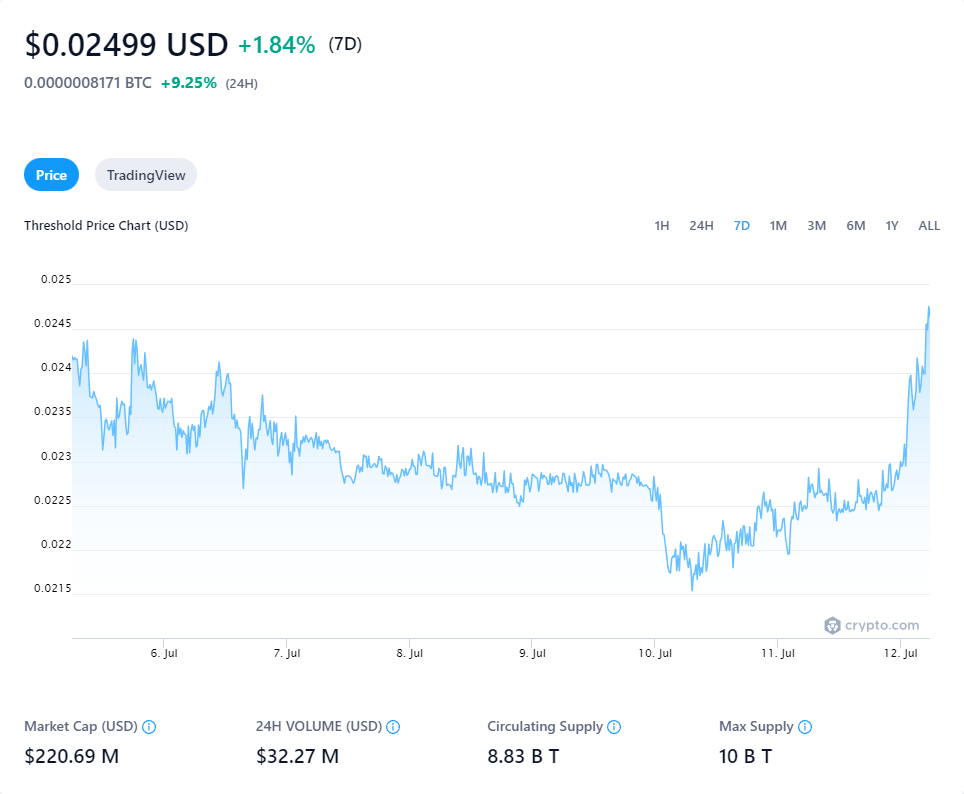 $0.02499 USD +1.84% (7D)
0.0000008171 BTC +9.25% (24H)
Price TradingView
Threshold Price Chart (USD) 1H 24H 7D 1M 3M 6M 1Y ALL
0.025
0.0245
0.024
0.0235
0.023
0.0225
0.022
0.0215
crypto.com
6. Jul 7. Jul 8. Jul 9. Jul 10. Jul 11. Jul 12. Jul
Market Cap (USD) 24H VOLUME (USD) Circulating Supply Max Supply
$220.69 M $32.27 M 8.83 B T 10 B T